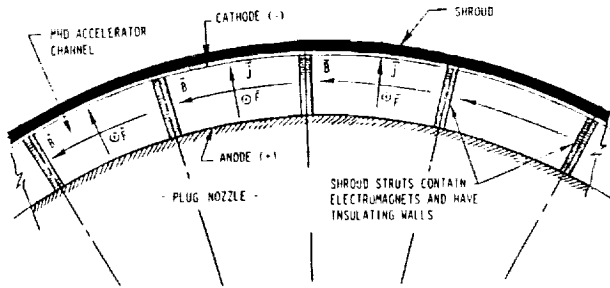 MHD ACCELERATOR
CHANNEL
CATHODE (-)
SHROUD
B̄
J̄
⊙ F̄
B̄
J̄
⊙ F̄
B̄
⊙ F̄
ANODE (+)
- PLUG NOZZLE -
SHROUD STRUTS CONTAIN
ELECTROMAGNETS AND HAVE
INSULATING WALLS